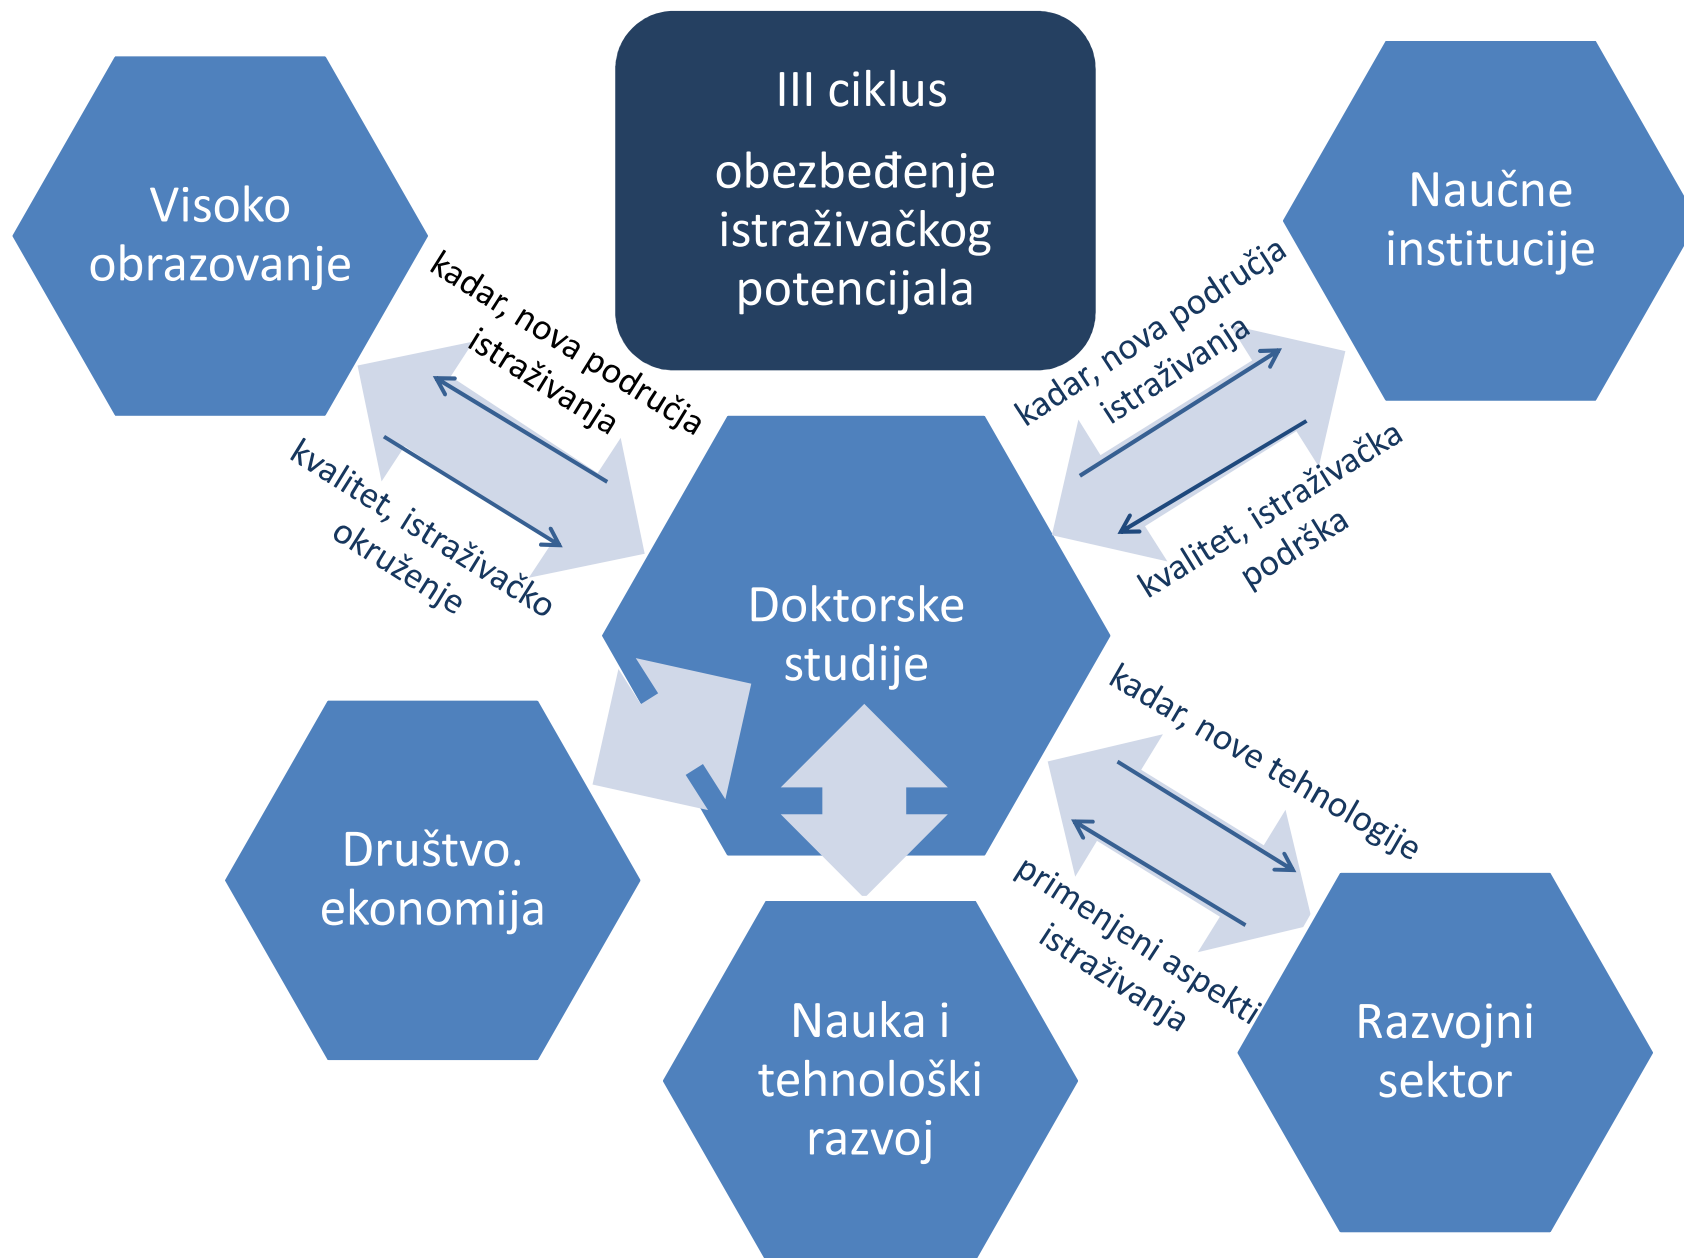 III ciklus
obezbeđenje
istraživačkog
potencijala
Visoko
obrazovanje
Naučne
institucije
kadar, nova područja
istraživanja
kvalitet, istraživačko
okruženje
kadar, nova područja
istraživanja
kvalitet, istraživačka
podrška
Doktorske
studije
kadar, nove tehnologije
primenjeni aspekti
istraživanja
Društvo.
ekonomija
Nauka i
tehnološki
razvoj
Razvojni
sektor